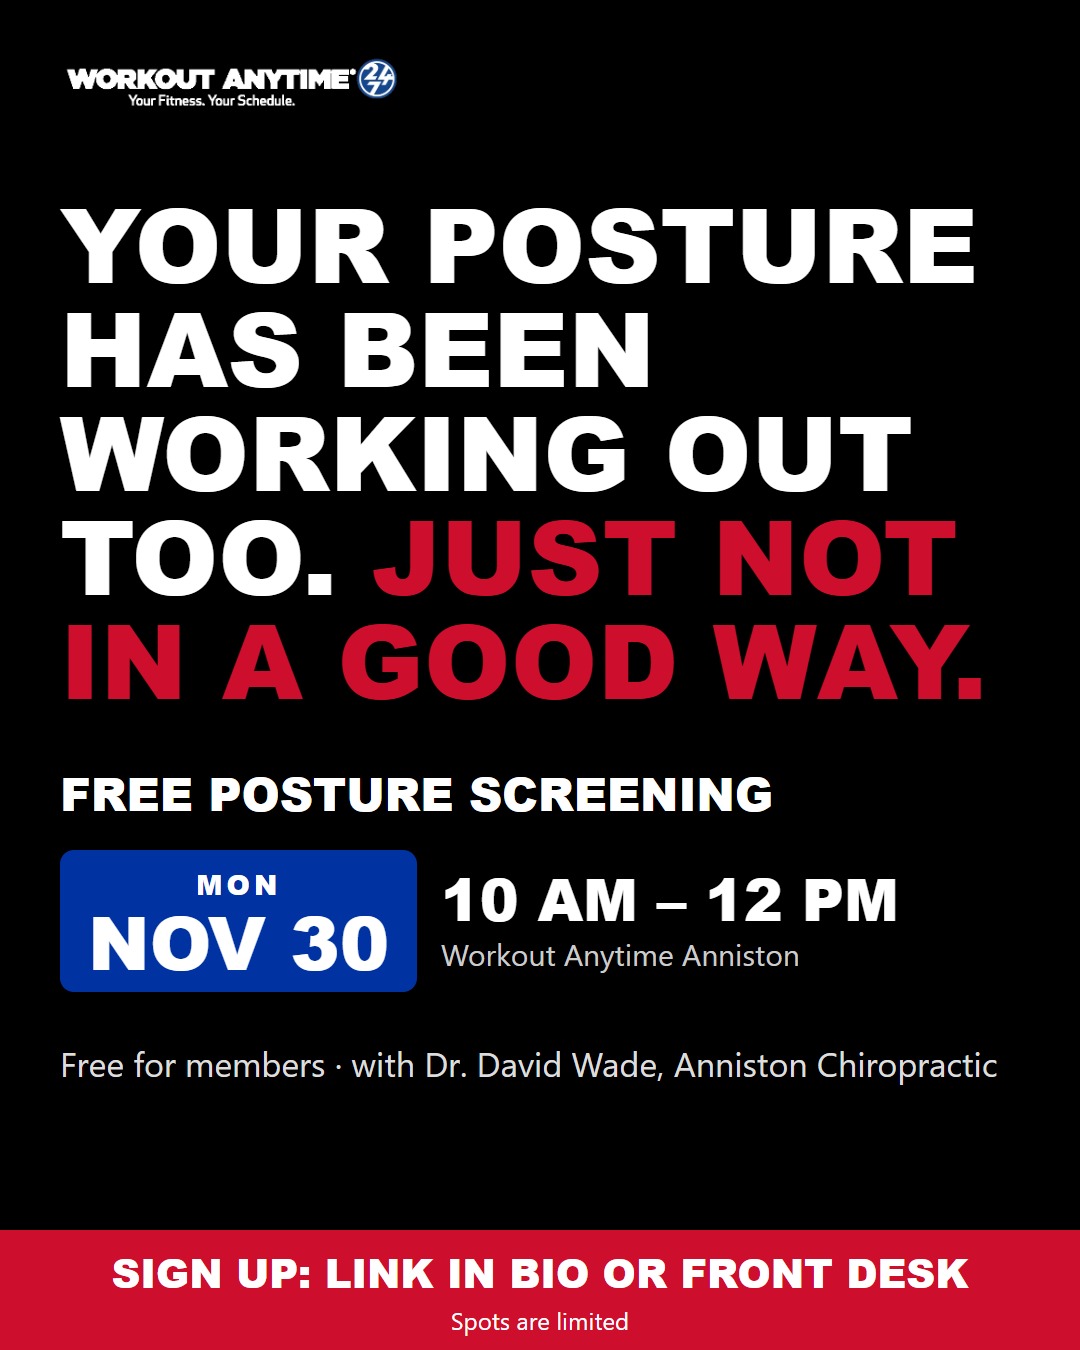 WORKOUT ANYTIME
24/7
Your Fitness. Your Schedule.
YOUR POSTURE
HAS BEEN
WORKING OUT
TOO. JUST NOT
IN A GOOD WAY.
FREE POSTURE SCREENING
MON
NOV 30
10 AM – 12 PM
Workout Anytime Anniston
Free for members · with Dr. David Wade, Anniston Chiropractic
SIGN UP: LINK IN BIO OR FRONT DESK
Spots are limited